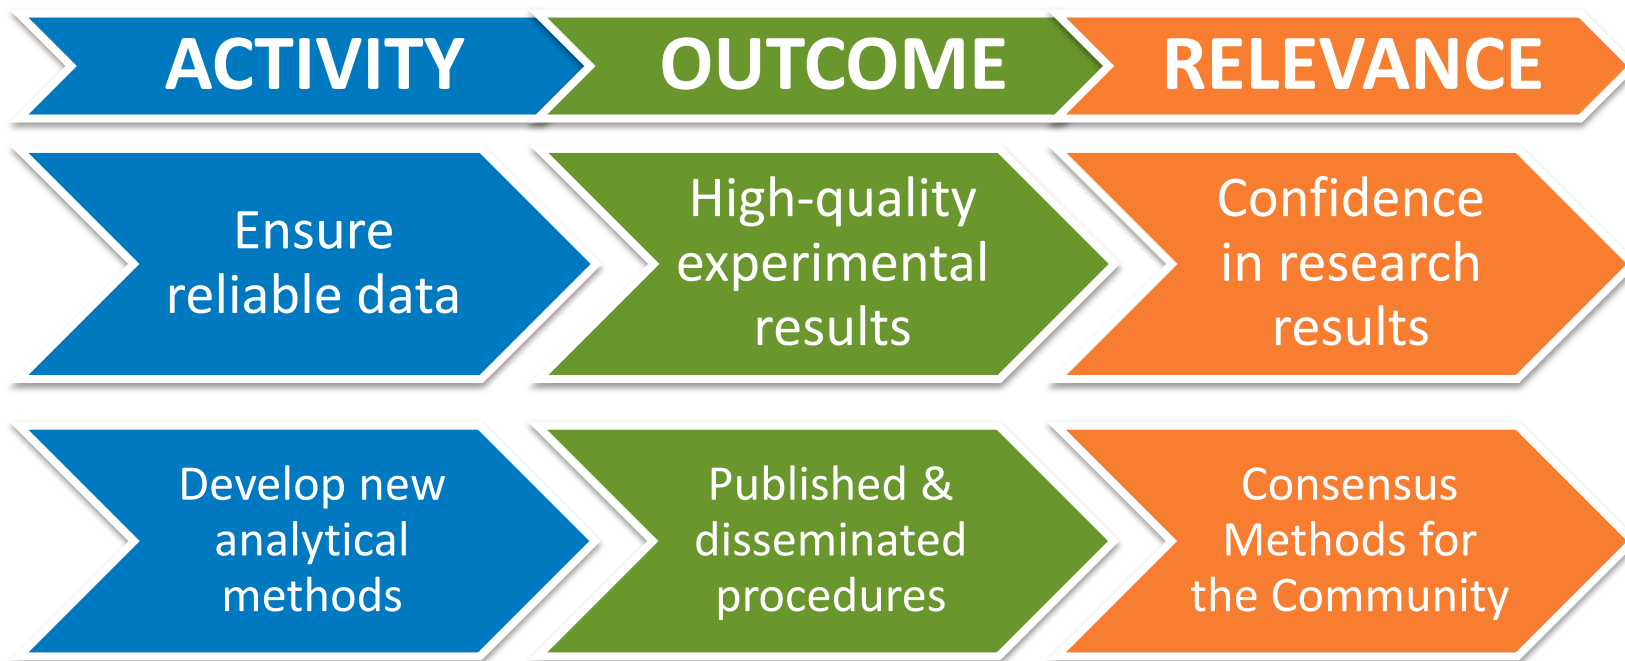 ACTIVITY
OUTCOME
RELEVANCE
Ensure
reliable data
High-quality
experimental
results
Confidence
in research
results
Develop new
analytical
methods
Published &
disseminated
procedures
Consensus
Methods for
the Community